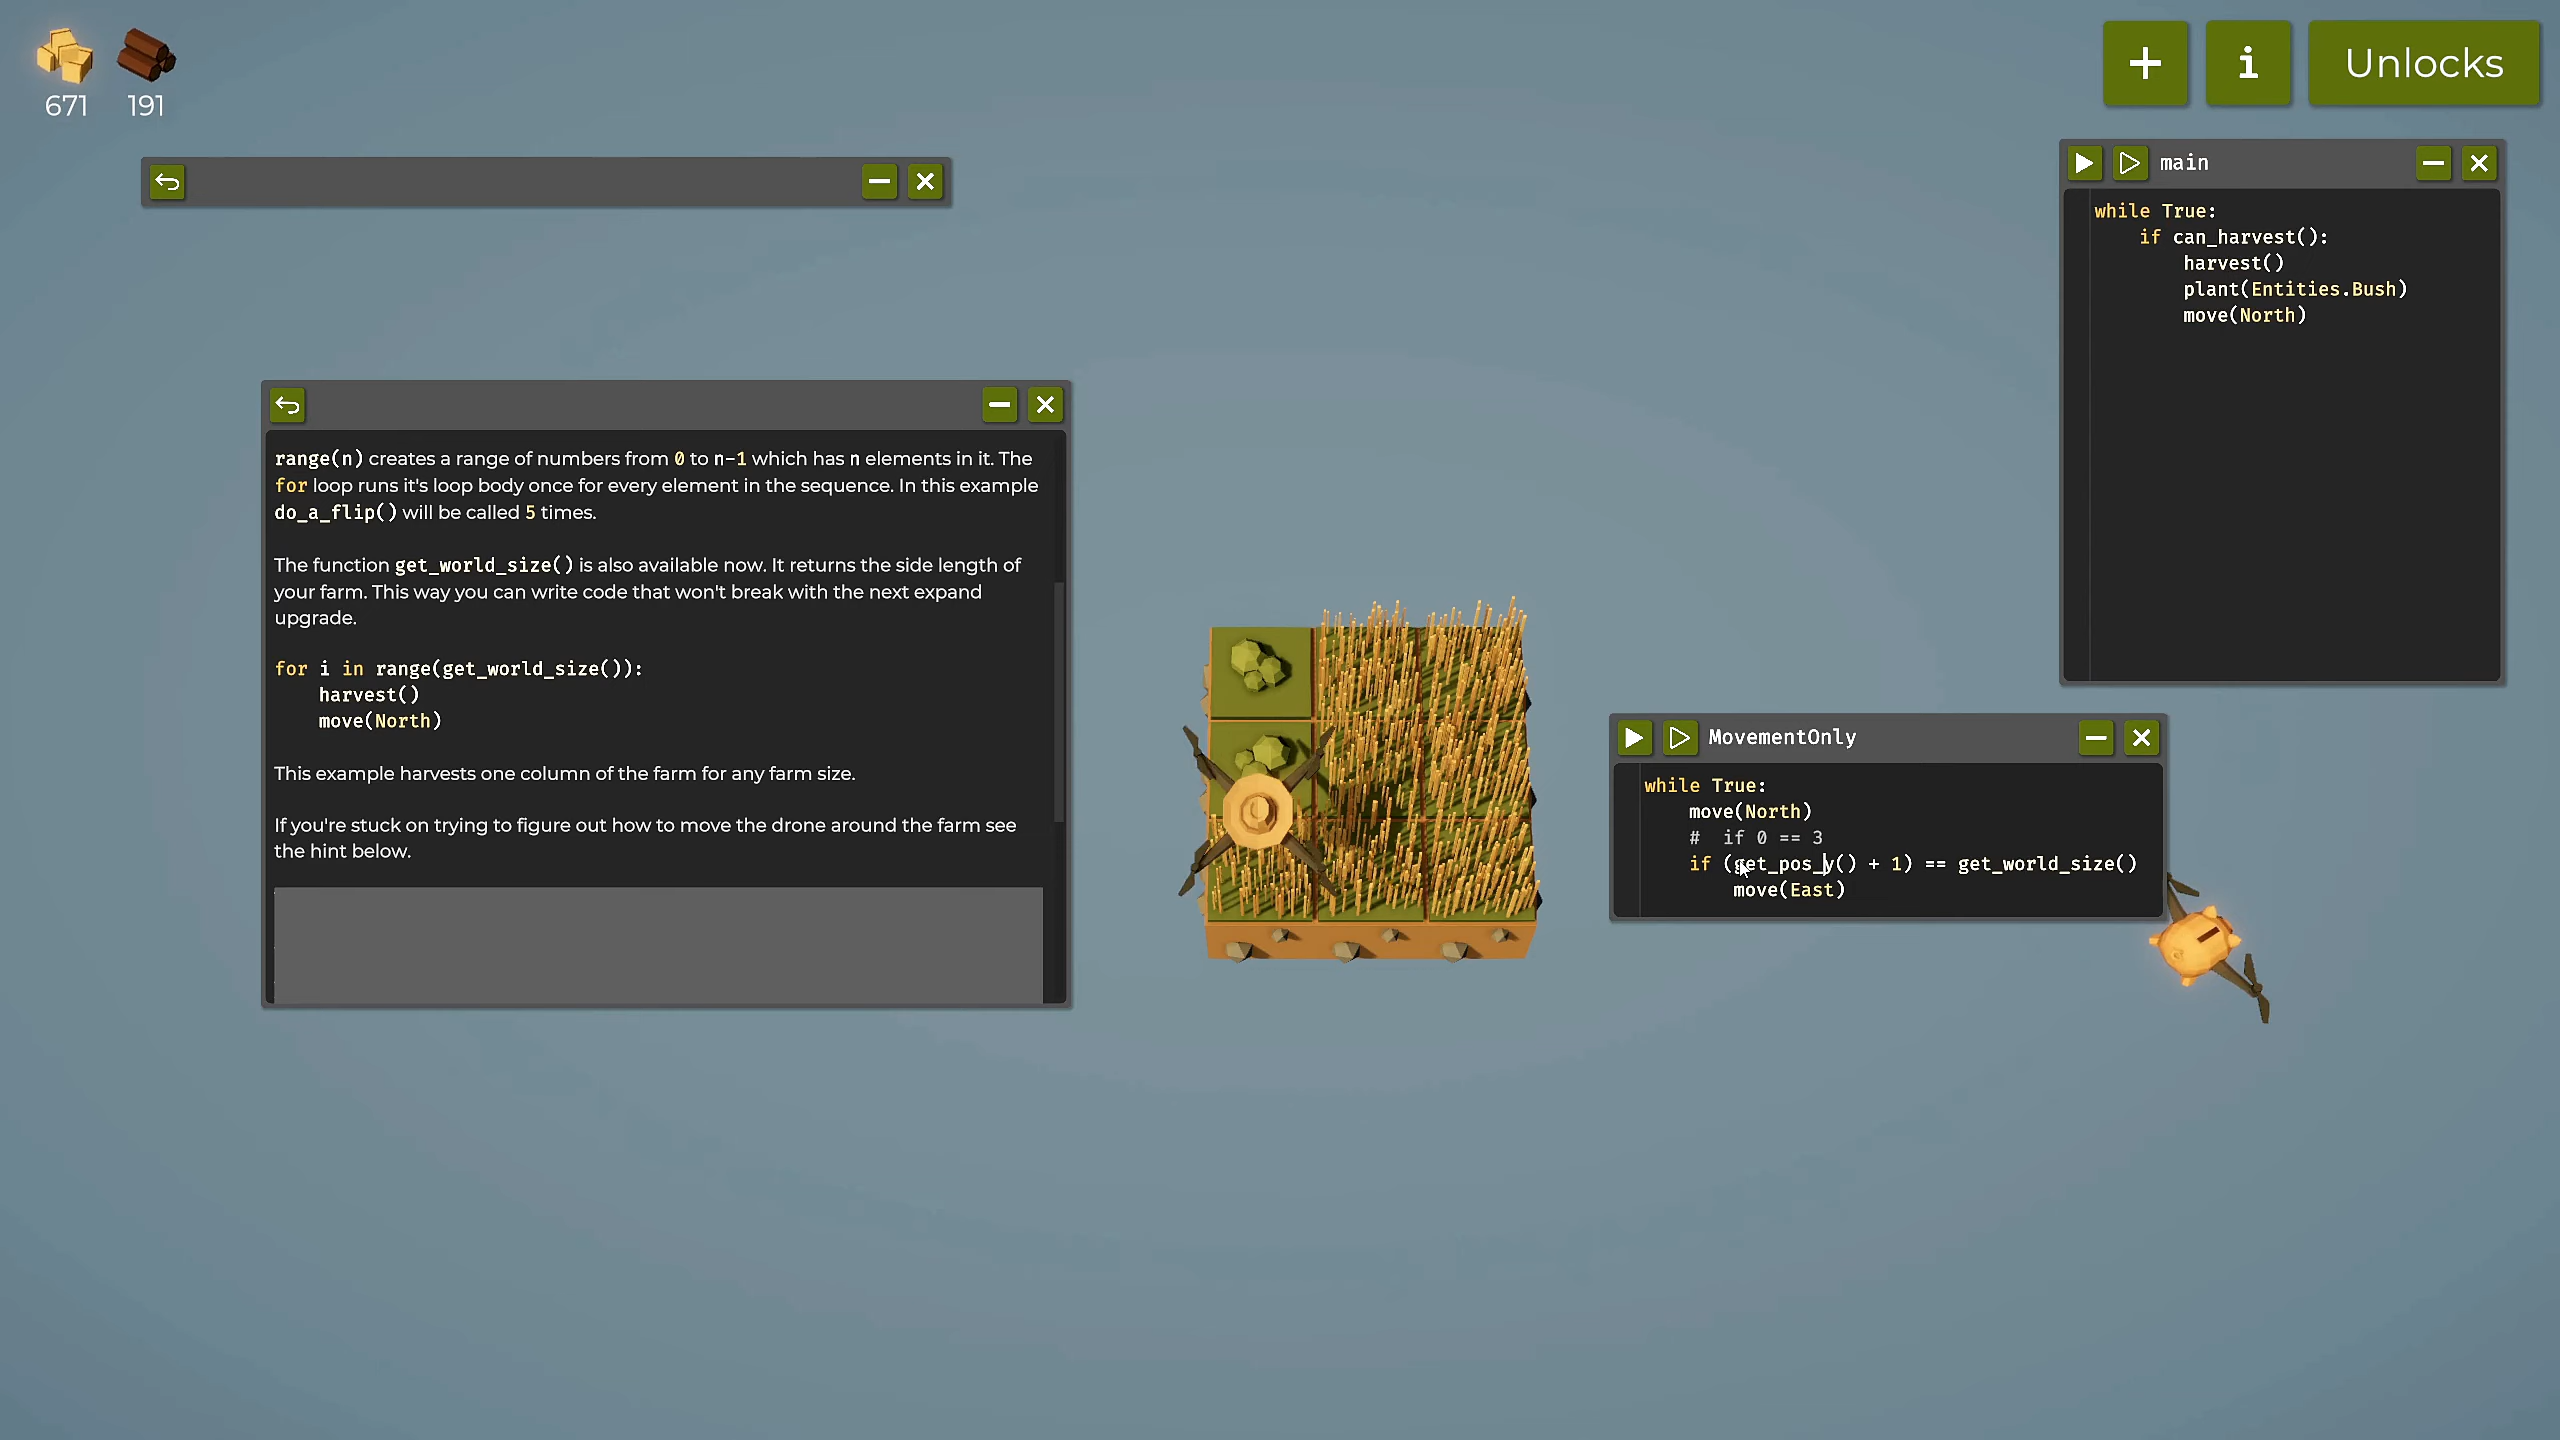 671 191
+ i Unlocks
main
while True:
if can_harvest():
harvest()
plant(Entities.Bush)
move(North)
range(n) creates a range of numbers from 0 to n-1 which has n elements in it. The
for loop runs it's loop body once for every element in the sequence. In this example
do_a_flip() will be called 5 times.
The function get_world_size() is also available now. It returns the side length of
your farm. This way you can write code that won't break with the next expand
upgrade.
for i in range(get_world_size()):
harvest()
move(North)
This example harvests one column of the farm for any farm size.
If you're stuck on trying to figure out how to move the drone around the farm see
the hint below.
MovementOnly
while True:
move(North)
# if 0 == 3
if (get_pos_y() + 1) == get_world_size()
move(East)